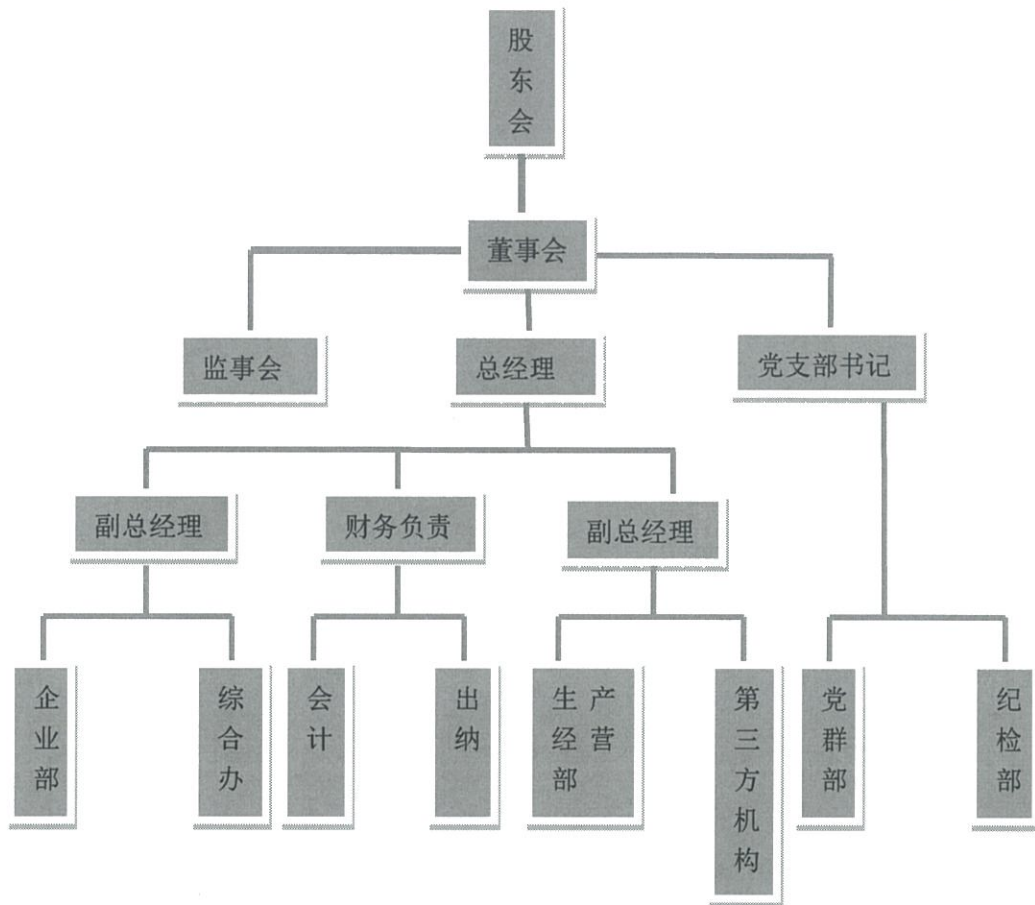 股东会
董事会
监事会
总经理
党支部书记
副总经理
财务负责
副总经理
企业部
综合办
会计
出纳
生产
经营
部
第三方机构
党群部
纪检部